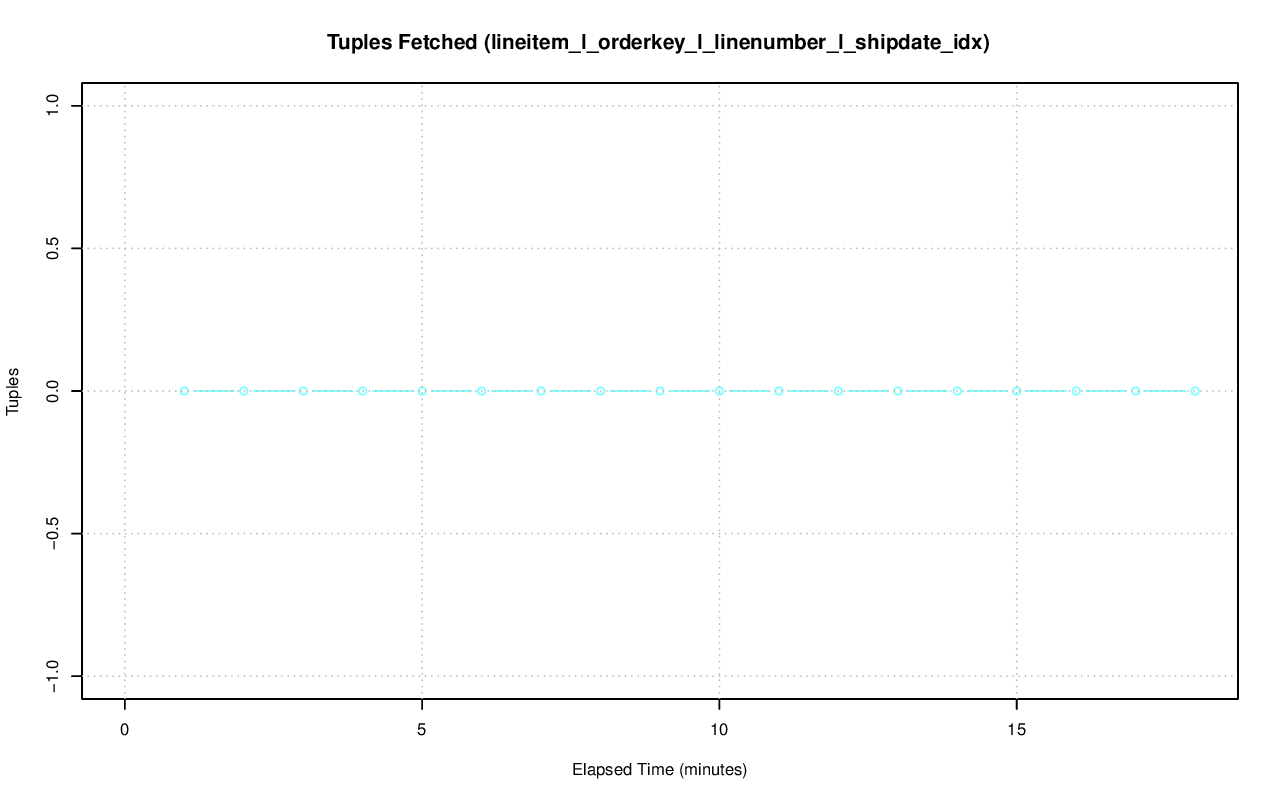 Tuples Fetched (lineitem_l_orderkey_l_linenumber_l_shipdate_idx)
1.0
0.5
0.0
−0.5
−1.0
Tuples
0 5 10 15
Elapsed Time (minutes)